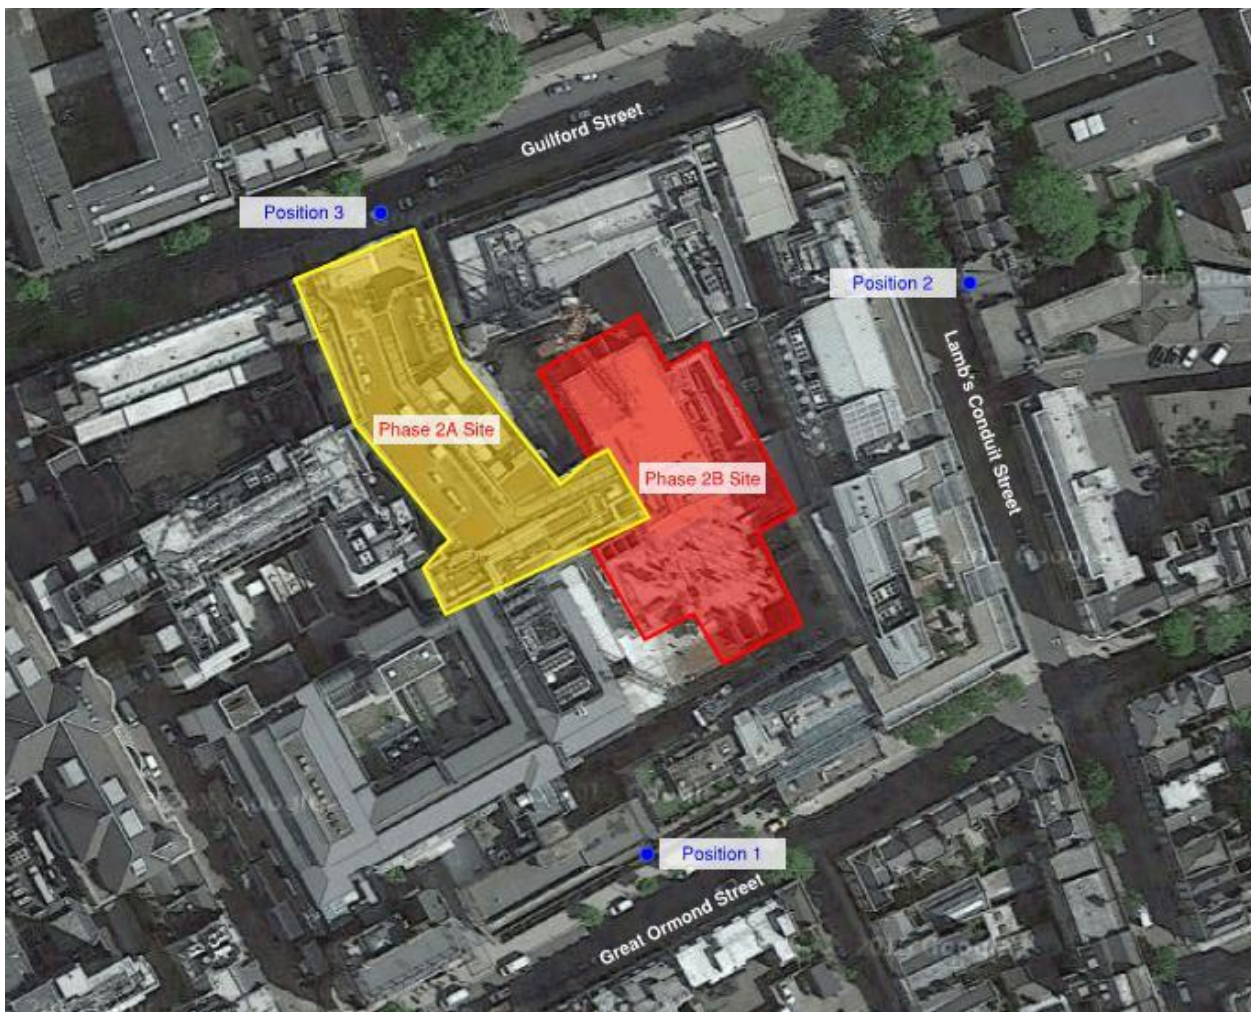 Guilford Street
Position 3
Position 2
Lamb's Conduit Street
Phase 2A Site
Phase 2B Site
Position 1
Great Ormond Street